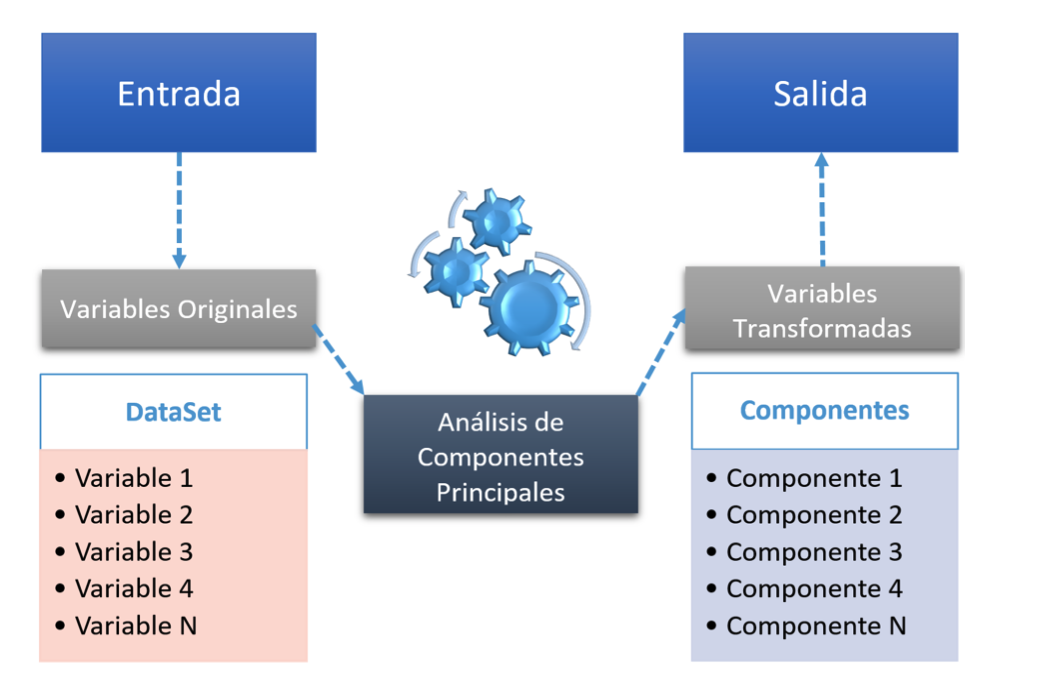 Entrada
Salida
Variables Originales
Variables
Transformadas
Análisis de
Componentes
Principales
DataSet
• Variable 1
• Variable 2
• Variable 3
• Variable 4
• Variable N
Componentes
• Componente 1
• Componente 2
• Componente 3
• Componente 4
• Componente N